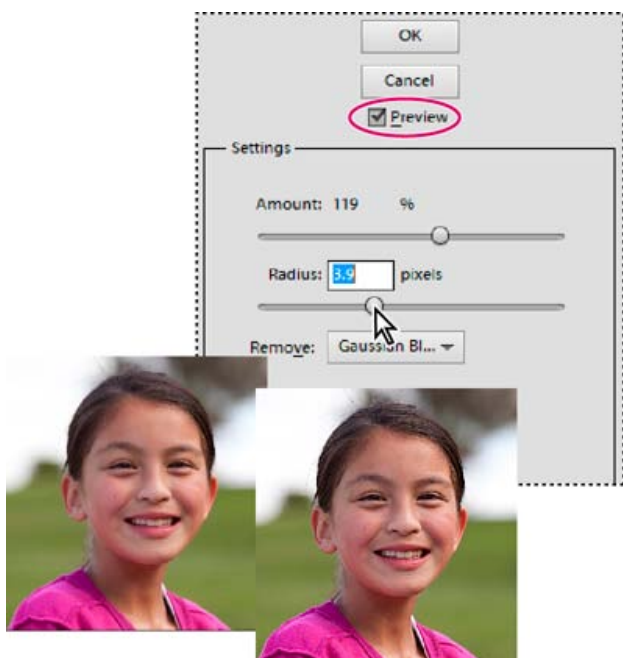 OK
Cancel
Preview
Settings
Amount: 119 %
Radius: 3.9 pixels
Remove: Gaussian Bl...